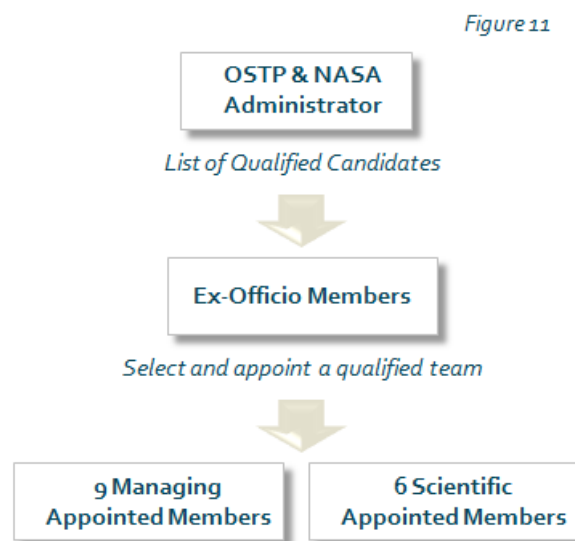 Figure 11
OSTP & NASA
Administrator
List of Qualified Candidates
Ex-Officio Members
Select and appoint a qualified team
9 Managing
Appointed Members
6 Scientific
Appointed Members